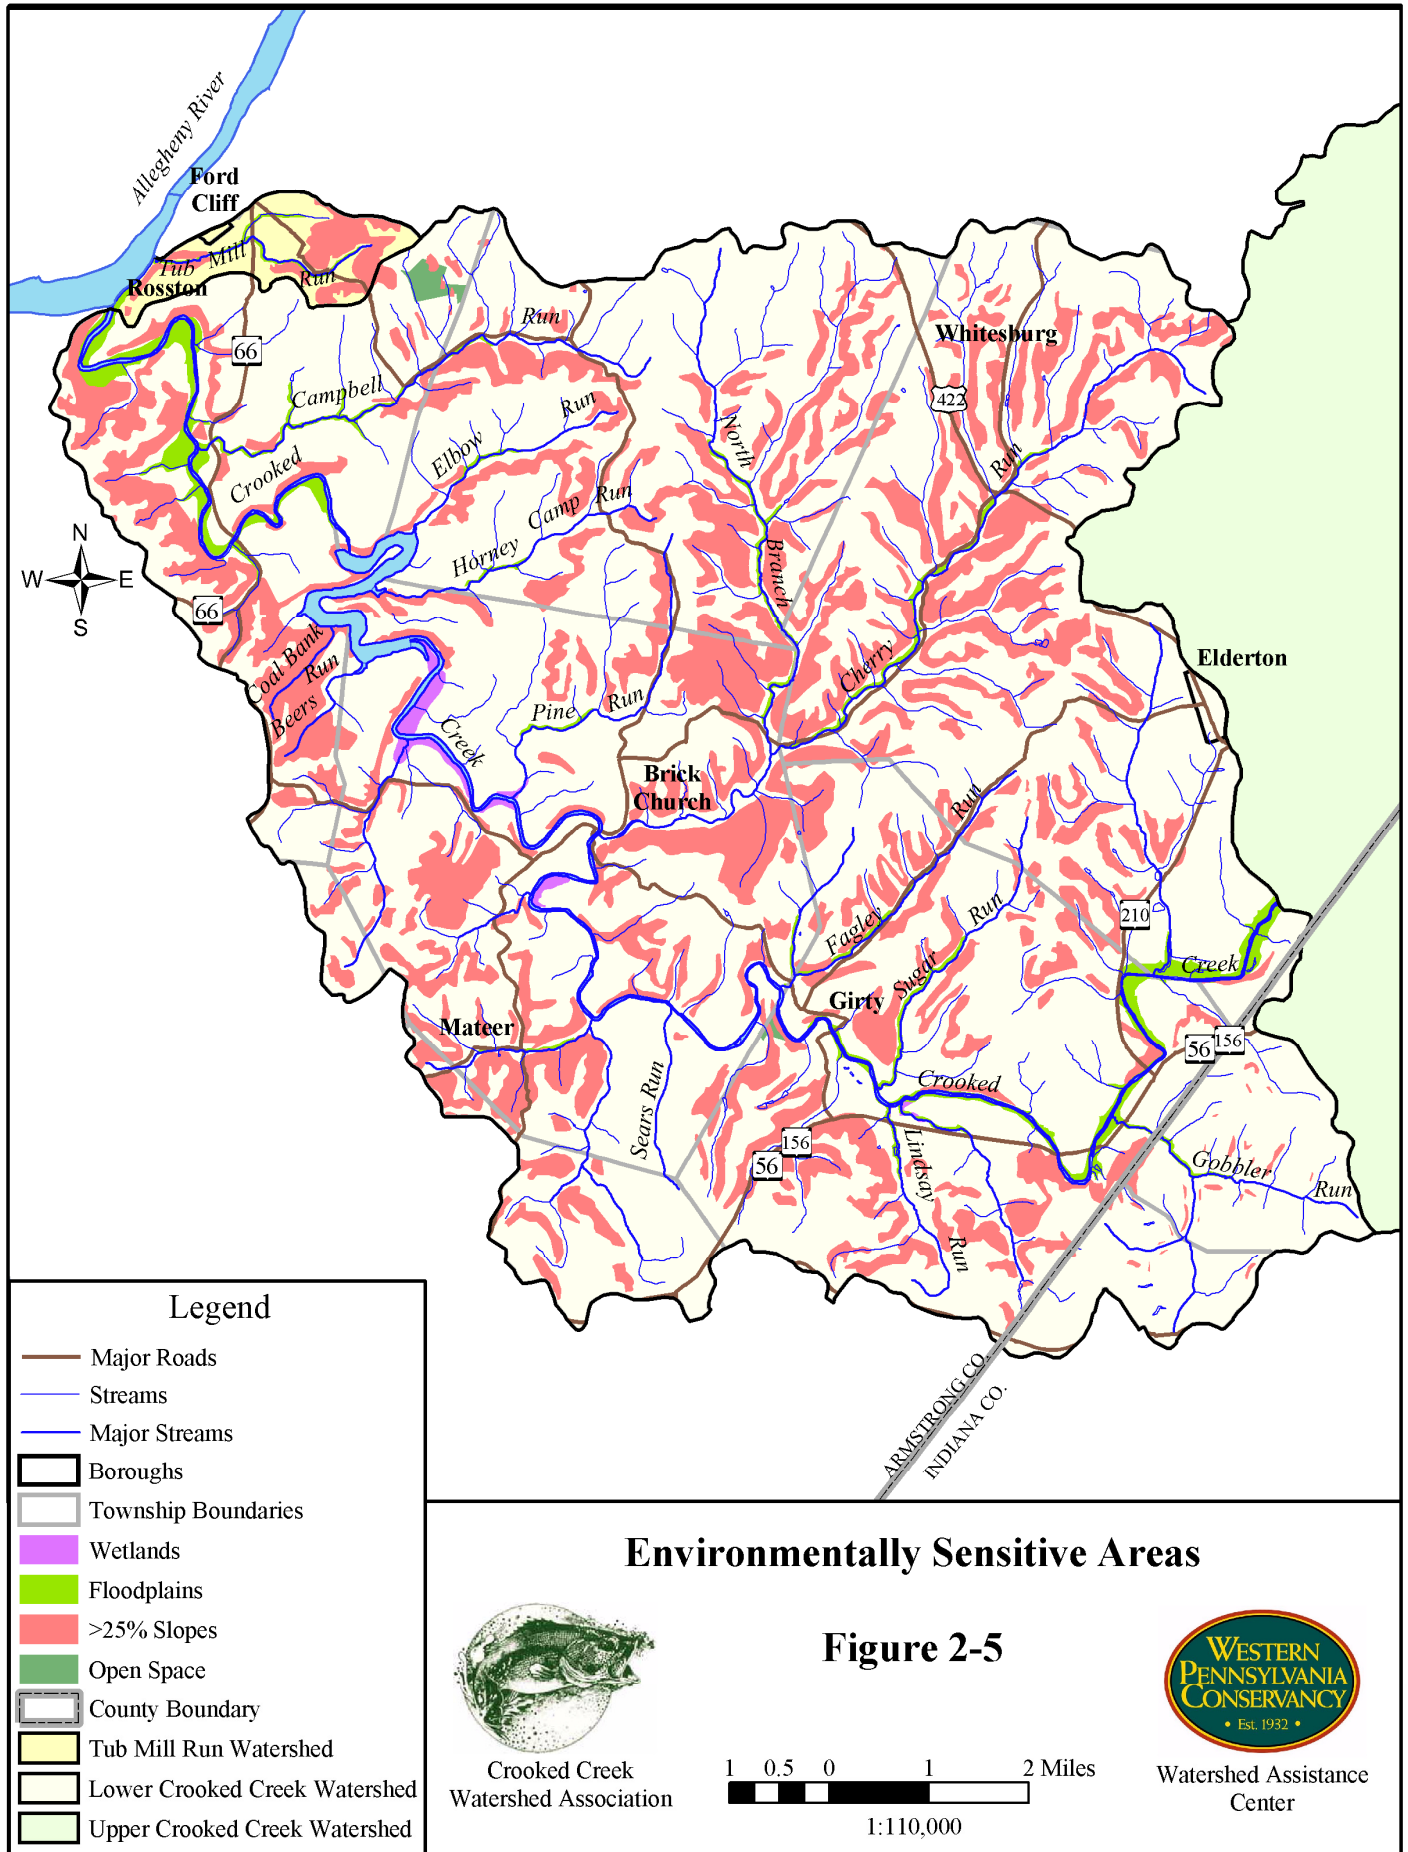 Allegheny River
Ford
Cliff
Tub Mill Run
Rosston
66
Campbell Run
Whitesburg
422
Elbow Run
North Branch
Run
Crooked
Horney Camp Run
N
W E
S
66
Coal Bank
Run
Beers
Creek
Pine Run
Cherry
Elderton
Brick
Church
Run
Fagley
Run
Sugar
210
Creek
Girty
Mateer
56
156
Crooked
Sears Run
Lindsay Run
156
56
Gobbler
Run
ARMSTRONG CO.
INDIANA CO.
Legend
Major Roads
Streams
Major Streams
Boroughs
Township Boundaries
Wetlands
Floodplains
>25% Slopes
Open Space
County Boundary
Tub Mill Run Watershed
Lower Crooked Creek Watershed
Upper Crooked Creek Watershed
Environmentally Sensitive Areas
Figure 2-5
Crooked Creek
Watershed Association
1 0.5 0 1 2 Miles
1:110,000
WESTERN
PENNSYLVANIA
CONSERVANCY
• Est. 1932 •
Watershed Assistance
Center